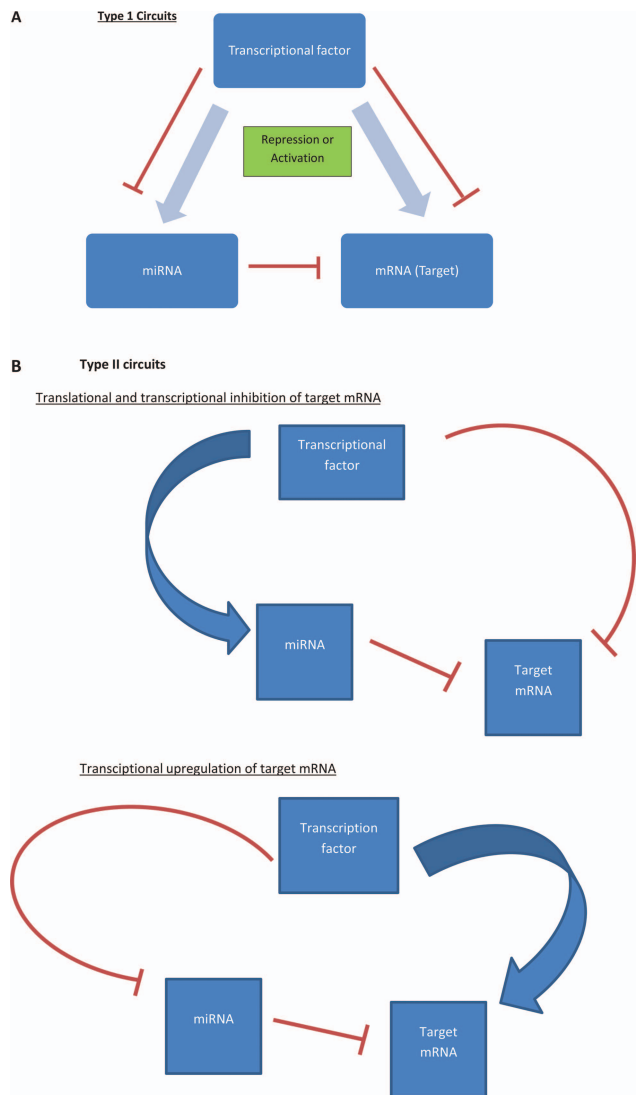 A
Type 1 Circuits
Transcriptional factor
Repression or
Activation
miRNA
mRNA (Target)
B
Type II circuits
Translational and transcriptional inhibition of target mRNA
Transcriptional
factor
miRNA
Target
mRNA
Transciptional upregulation of target mRNA
Transcription
factor
miRNA
Target
mRNA